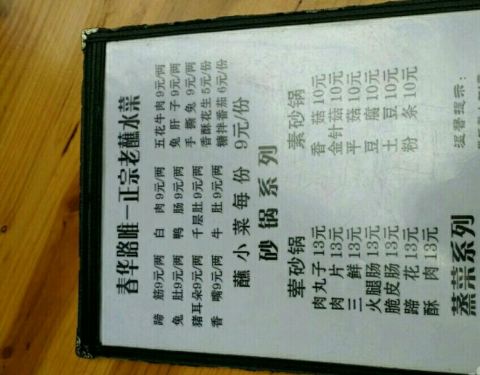 春华路唯一正宗老蘸水菜
蹄筋9元/两 白肉9元/两 五花牛肉9元/两
兔肚9元/两 鸭肠9元/两 兔肝子9元/两
猪耳朵9元/两 千层肚9元/两 手撕兔9元/两
香嘴9元/两 牛肚9元/两 香酥花生5元/份
糖拌番茄6元/份
蘸小菜每份 9元/份
砂锅系列
荤砂锅 素砂锅
肉丸子13元 香菇10元
肉片13元 金针菇10元
三鲜13元 平菇10元
火腿肠13元 豆腐10元
脆皮肠13元 土豆10元
蹄花13元 粉条10元
酥肉13元
蒸菜系列 温馨提示: